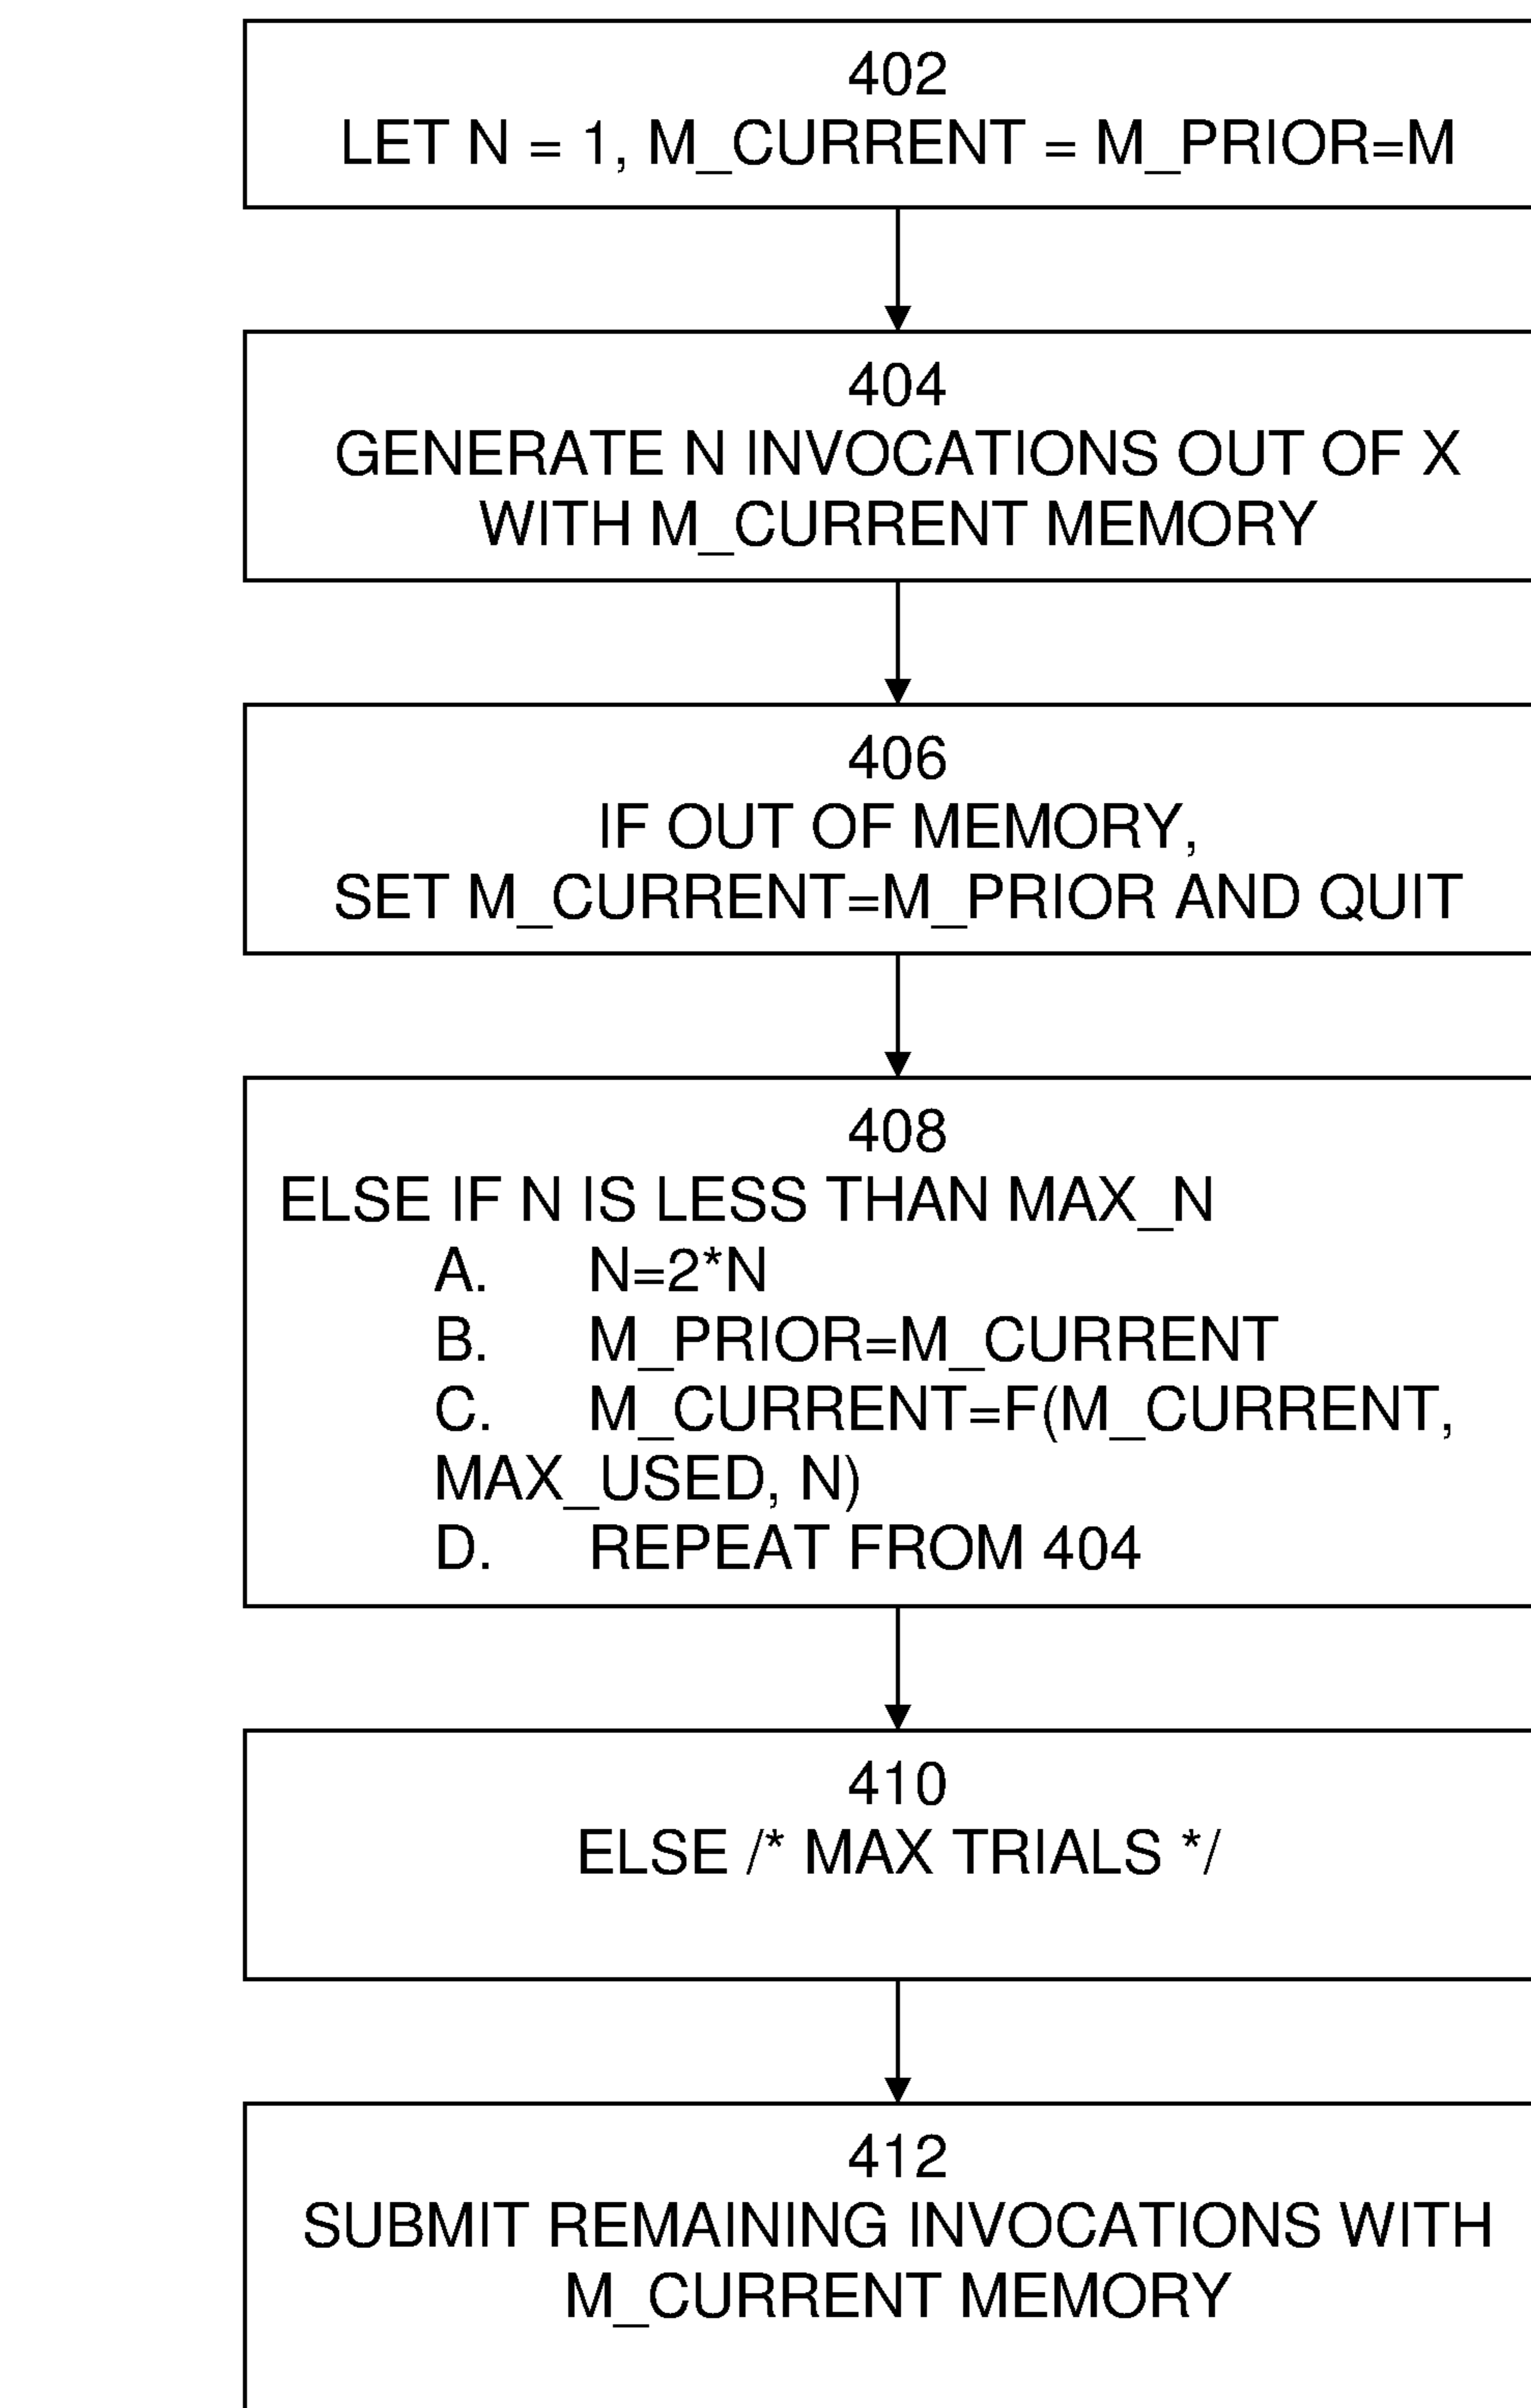 402
LET N = 1, M_CURRENT = M_PRIOR=M
404
GENERATE N INVOCATIONS OUT OF X
WITH M_CURRENT MEMORY
406
IF OUT OF MEMORY,
SET M_CURRENT=M_PRIOR AND QUIT
408
ELSE IF N IS LESS THAN MAX_N
A. N=2*N
B. M_PRIOR=M_CURRENT
C. M_CURRENT=F(M_CURRENT,
MAX_USED, N)
D. REPEAT FROM 404
410
ELSE /* MAX TRIALS */
412
SUBMIT REMAINING INVOCATIONS WITH
M_CURRENT MEMORY